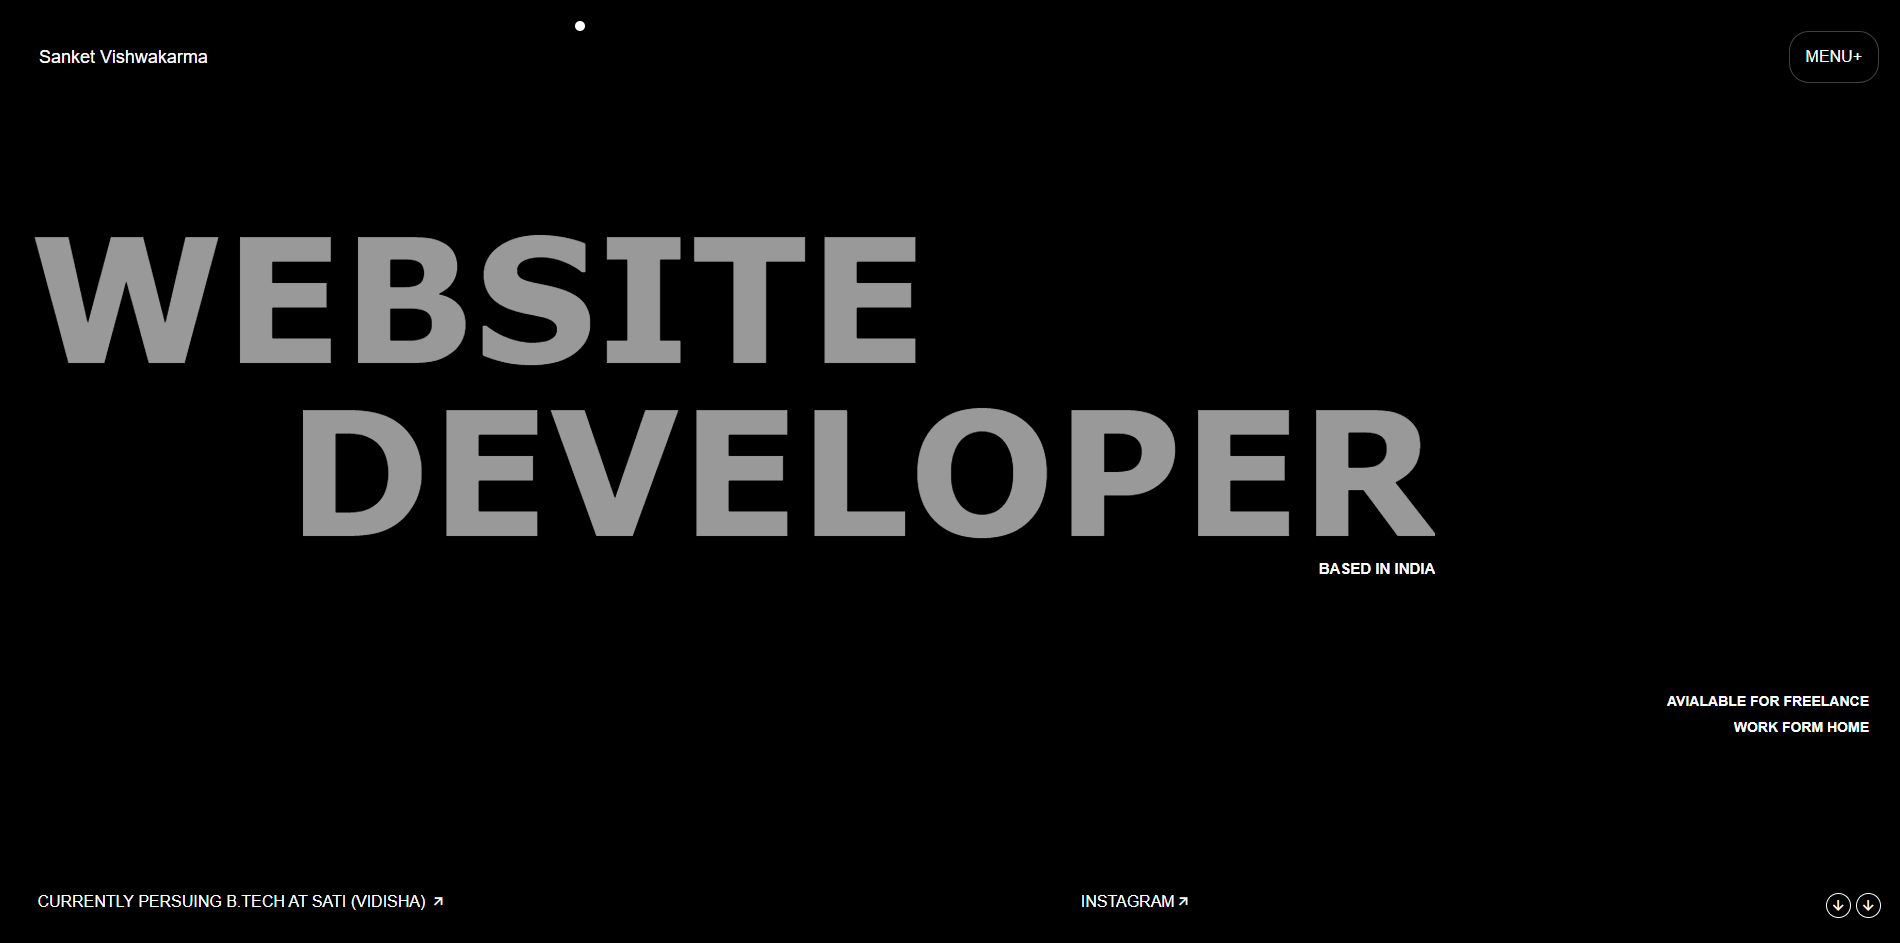 Sanket Vishwakarma
MENU+
WEBSITE
DEVELOPER
BASED IN INDIA
AVIALABLE FOR FREELANCE
WORK FORM HOME
CURRENTLY PERSUING B.TECH AT SATI (VIDISHA)
INSTAGRAM